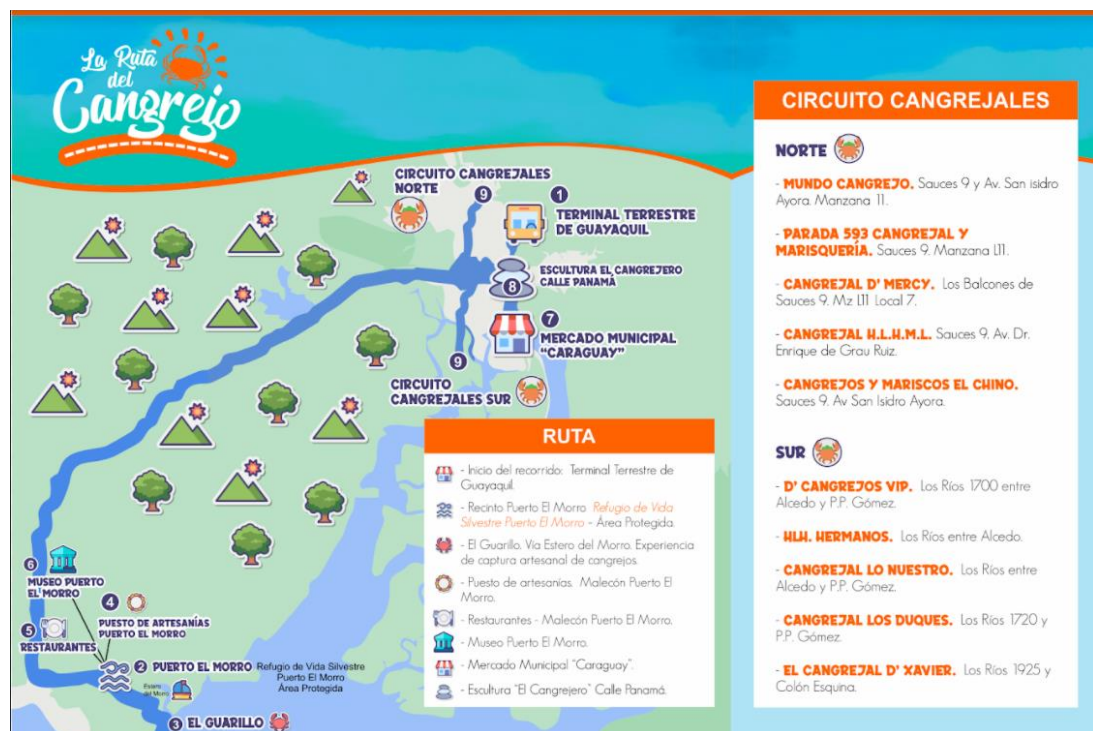 La Ruta
del
Cangrejo
CIRCUITO CANGREJALES
NORTE
9
1
TERMINAL TERRESTRE
DE GUAYAQUIL
ESCULTURA EL CANGREJERO
CALLE PANAMÁ
8
7
MERCADO MUNICIPAL
"CARAGUAY"
9
CIRCUITO
CANGREJALES SUR
6
MUSEO PUERTO
EL MORRO
4
PUESTO DE ARTESANÍAS
PUERTO EL MORRO
5
RESTAURANTES
2 PUERTO EL MORRO Refugio de Vida Silvestre
Puerto El Morro
Área Protegida
Estero
del Morro
3 EL GUARILLO
RUTA
- Inicio del recorrido: Terminal Terrestre de
Guayaquil.
- Recinto Puerto El Morro. Refugio de Vida
Silvestre Puerto El Morro - Área Protegida.
- El Guarillo. Vía Estero del Morro. Experiencia
de captura artesanal de cangrejos
- Puesto de artesanías. Malecón Puerto El
Morro.
- Restaurantes - Malecón Puerto El Morro.
- Museo Puerto El Morro.
- Mercado Municipal "Caraguay".
- Escultura "El Cangrejero" Calle Panamá.
CIRCUITO CANGREJALES
NORTE
- MUNDO CANGREJO. Sauces 9 y Av. San isidro
Ayora. Manzana 11.
- PARADA 593 CANGREJAL Y
MARISQUERÍA. Sauces 9. Manzana L11.
- CANGREJAL D' MERCY. Los Balcones de
Sauces 9. Mz L11 Local 7.
- CANGREJAL H.L.H.M.L. Sauces 9. Av. Dr.
Enrique de Grau Ruiz.
- CANGREJOS Y MARISCOS EL CHINO.
Sauces 9. Av San Isidro Ayora.
SUR
- D' CANGREJOS VIP. Los Ríos 1700 entre
Alcedo y P.P. Gómez.
- HLH. HERMANOS. Los Ríos entre Alcedo.
- CANGREJAL LO NUESTRO. Los Ríos entre
Alcedo y P.P. Gómez.
- CANGREJAL LOS DUQUES. Los Ríos 1720 y
P.P. Gómez.
- EL CANGREJAL D' XAVIER. Los Ríos 1925 y
Colón Esquina.